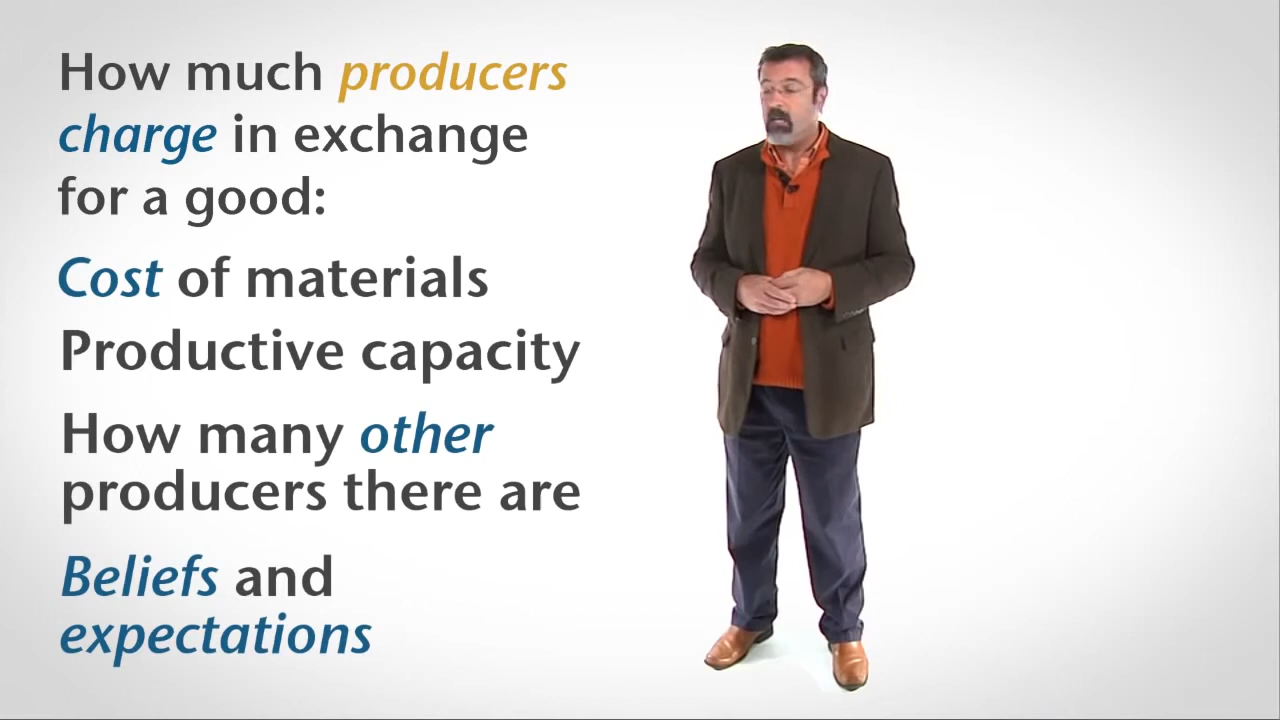 How much producers
charge in exchange
for a good:
Cost of materials
Productive capacity
How many other
producers there are
Beliefs and
expectations